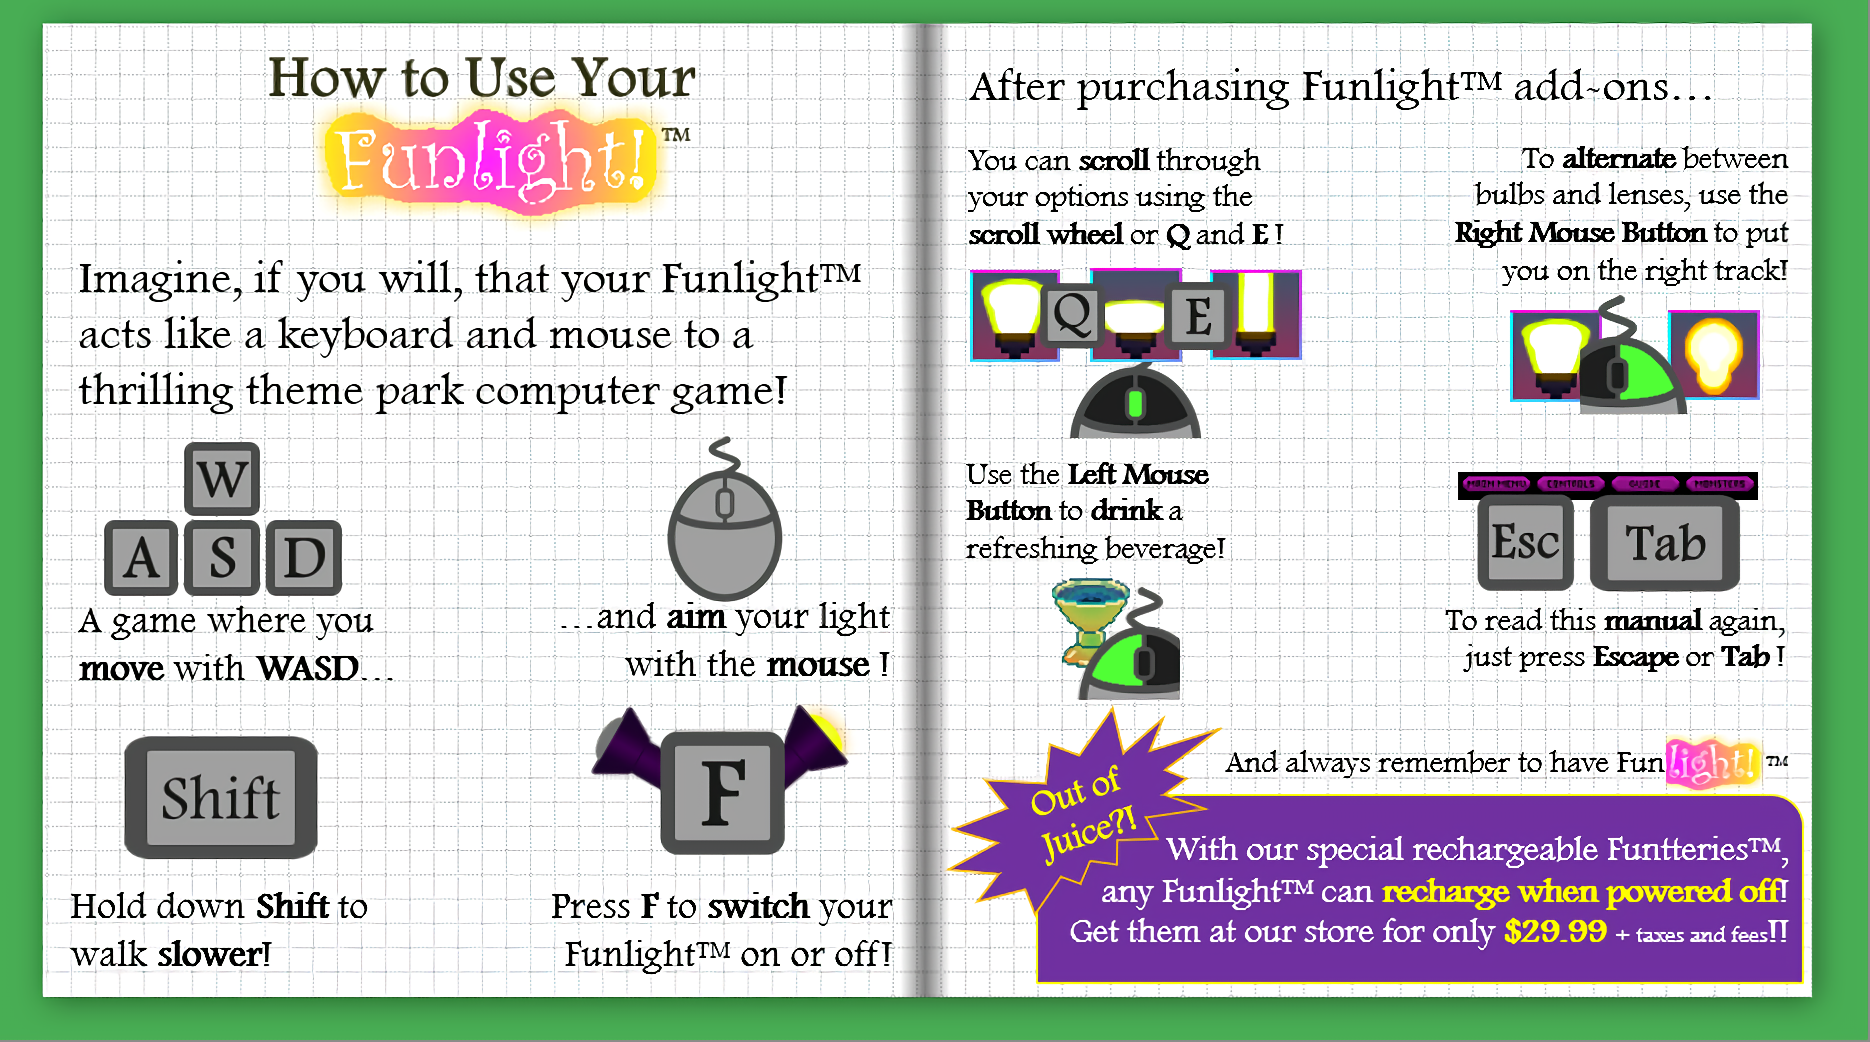 How to Use Your
Funlight!™
Imagine, if you will, that your Funlight™
acts like a keyboard and mouse to a
thrilling theme park computer game!
W
A S D
A game where you
move with WASD...
...and aim your light
with the mouse !
Shift
Hold down Shift to
walk slower!
F
Press F to switch your
Funlight™ on or off!
After purchasing Funlight™ add-ons...
You can scroll through
your options using the
scroll wheel or Q and E !
Q E
To alternate between
bulbs and lenses, use the
Right Mouse Button to put
you on the right track!
Use the Left Mouse
Button to drink a
refreshing beverage!
MAIN MENU CONTROLS GUIDE MONSTERS
Esc Tab
To read this manual again,
just press Escape or Tab !
And always remember to have Funlight!™
Out of
Juice?!
With our special rechargeable Funtteries™,
any Funlight™ can recharge when powered off!
Get them at our store for only $29.99 + taxes and fees!!